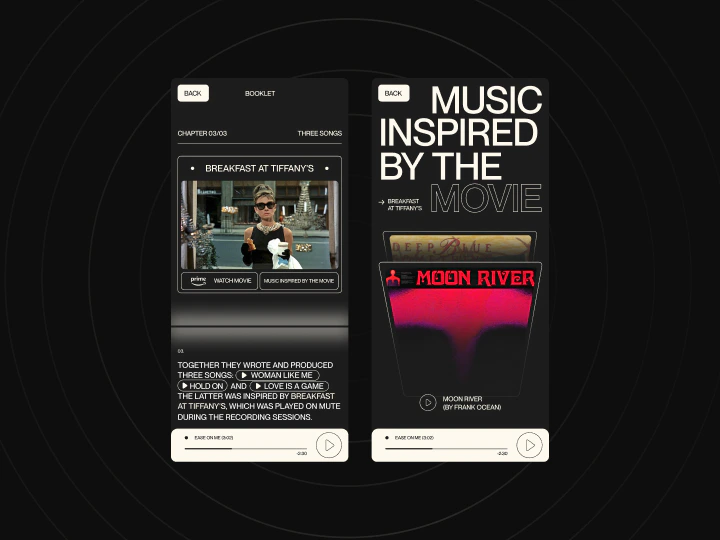 BACK
BOOKLET
CHAPTER 03/03
THREE SONGS
• BREAKFAST AT TIFFANY'S •
prime
WATCH MOVIE
MUSIC INSPIRED BY THE MOVIE
01
TOGETHER THEY WROTE AND PRODUCED
THREE SONGS: WOMAN LIKE ME
HOLD ON AND LOVE IS A GAME
THE LATTER WAS INSPIRED BY BREAKFAST
AT TIFFANY'S, WHICH WAS PLAYED ON MUTE
DURING THE RECORDING SESSIONS.
• EASE ON ME (3:02)
-2:30
BACK
MUSIC
INSPIRED
BY THE
→ BREAKFAST
AT TIFFANY'S
MOVIE
DEEP BLUE
MOON RIVER
MOON RIVER
(BY FRANK OCEAN)
• EASE ON ME (3:02)
-2:30